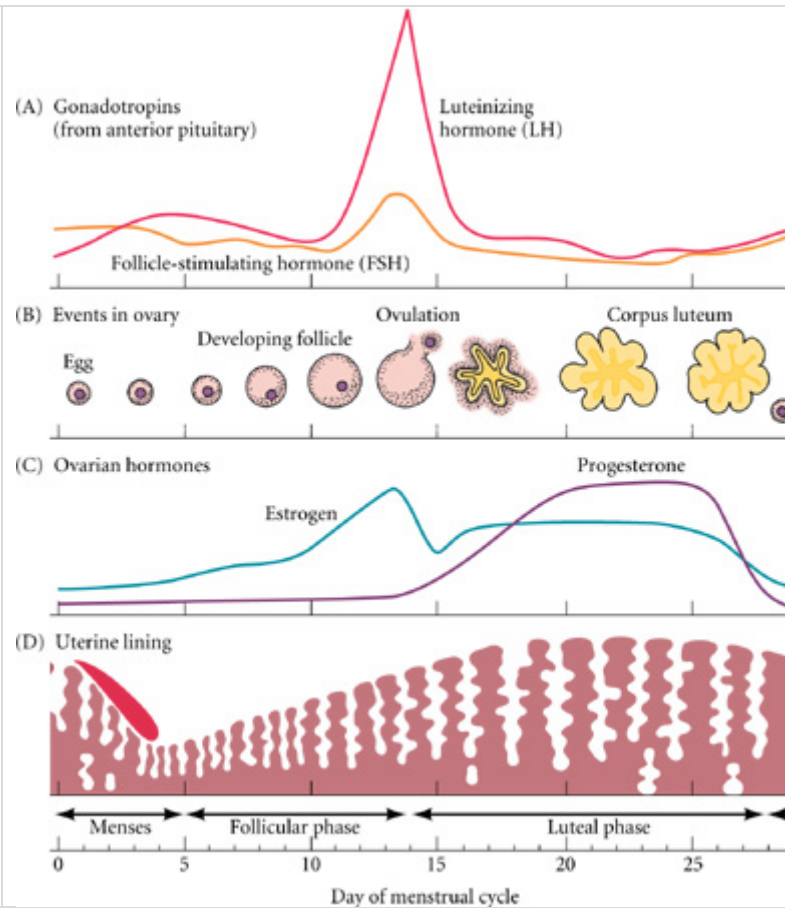 (A) Gonadotropins
(from anterior pituitary)
Luteinizing
hormone (LH)
Follicle-stimulating hormone (FSH)
(B) Events in ovary
Ovulation
Corpus luteum
Developing follicle
Egg
(C) Ovarian hormones
Progesterone
Estrogen
(D) Uterine lining
Menses
Follicular phase
Luteal phase
0 5 10 15 20 25
Day of menstrual cycle